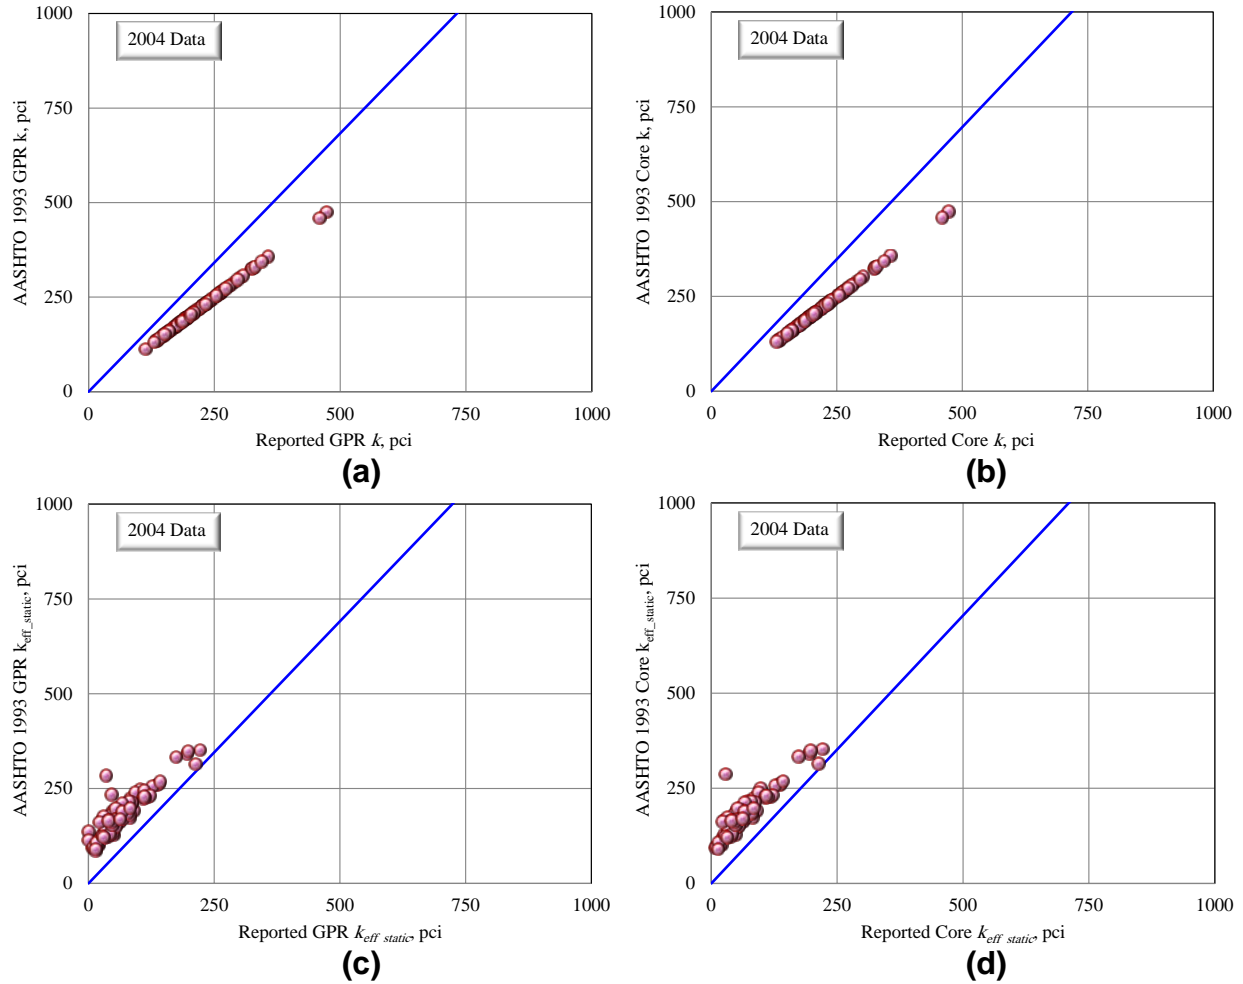 2004 Data
AASHTO 1993 GPR k, pci
1000
750
500
250
0
0 250 500 750 1000
Reported GPR k, pci
(a)
2004 Data
AASHTO 1993 Core k, pci
1000
750
500
250
0
0 250 500 750 1000
Reported Core k, pci
(b)
2004 Data
AASHTO 1993 GPR keff_static, pci
1000
750
500
250
0
0 250 500 750 1000
Reported GPR keff static, pci
(c)
2004 Data
AASHTO 1993 Core keff_static, pci
1000
750
500
250
0
0 250 500 750 1000
Reported Core keff static, pci
(d)